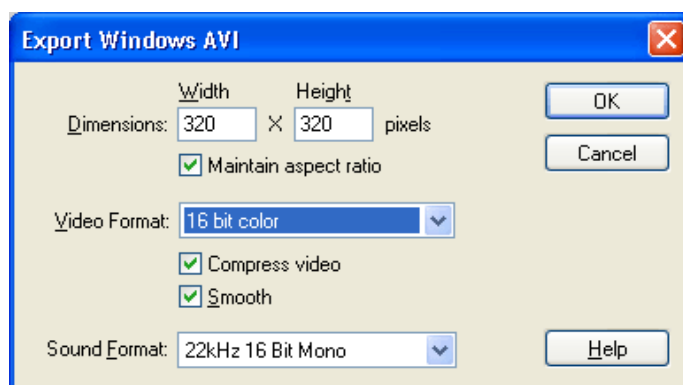 Export Windows AVI
Width Height
Dimensions: 320 X 320 pixels
Maintain aspect ratio
OK
Cancel
Video Format: 16 bit color
Compress video
Smooth
Sound Format: 22kHz 16 Bit Mono
Help